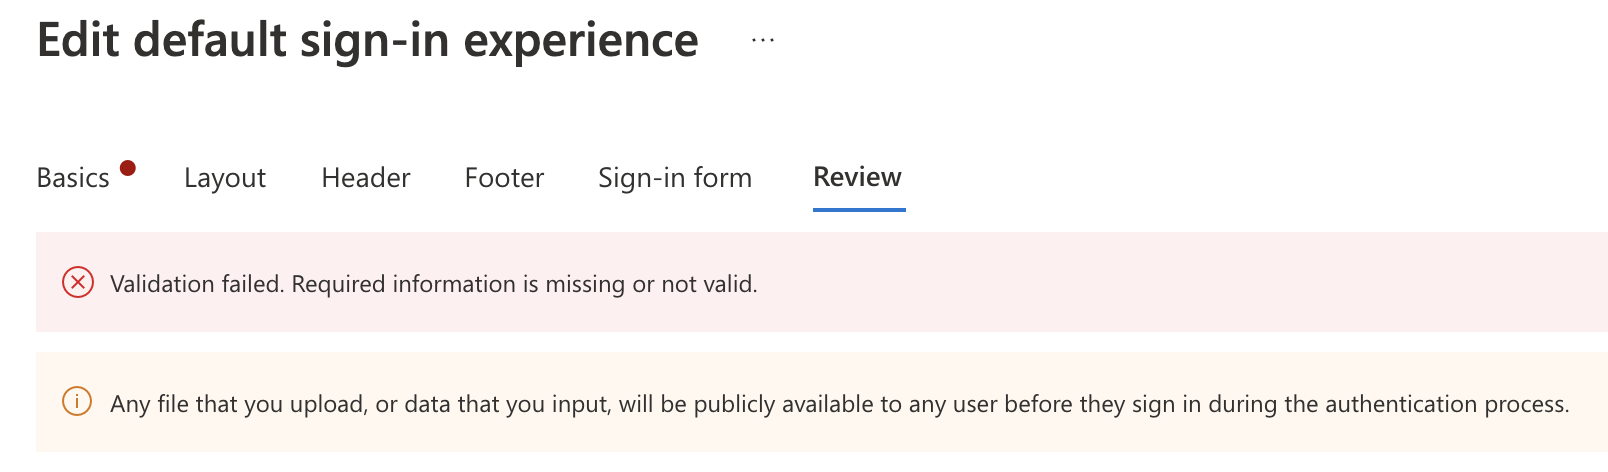 Edit default sign-in experience ...
Basics Layout Header Footer Sign-in form Review
Validation failed. Required information is missing or not valid.
Any file that you upload, or data that you input, will be publicly available to any user before they sign in during the authentication process.